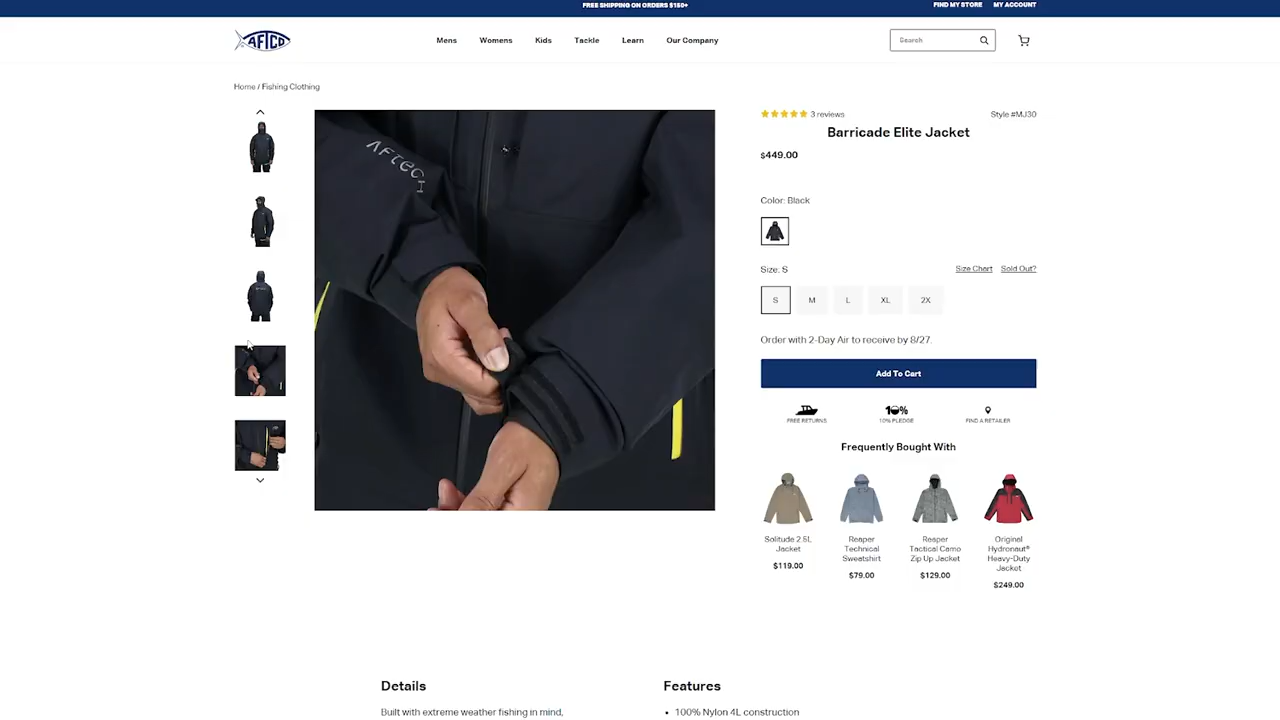 FREE SHIPPING ON ORDERS $150+
FIND MY STORE MY ACCOUNT
AFTCO
Mens Womens Kids Tackle Learn Our Company
Search
Home / Fishing Clothing
3 reviews
Style #MJ30
Barricade Elite Jacket
$449.00
AFTCO
Color: Black
Size: S
Size Chart Sold Out?
S M L XL 2X
Order with 2-Day Air to receive by 8/27.
Add To Cart
10%
FREE RETURNS 10% PLEDGE FIND A RETAILER
Frequently Bought With
Solitude 2.5L
Jacket
$119.00
Reaper
Technical
Sweatshirt
$79.00
Reaper
Tactical Camo
Zip Up Jacket
$129.00
Original
Hydronaut®
Heavy-Duty
Jacket
$249.00
Details
Built with extreme weather fishing in mind,
Features
• 100% Nylon 4L construction